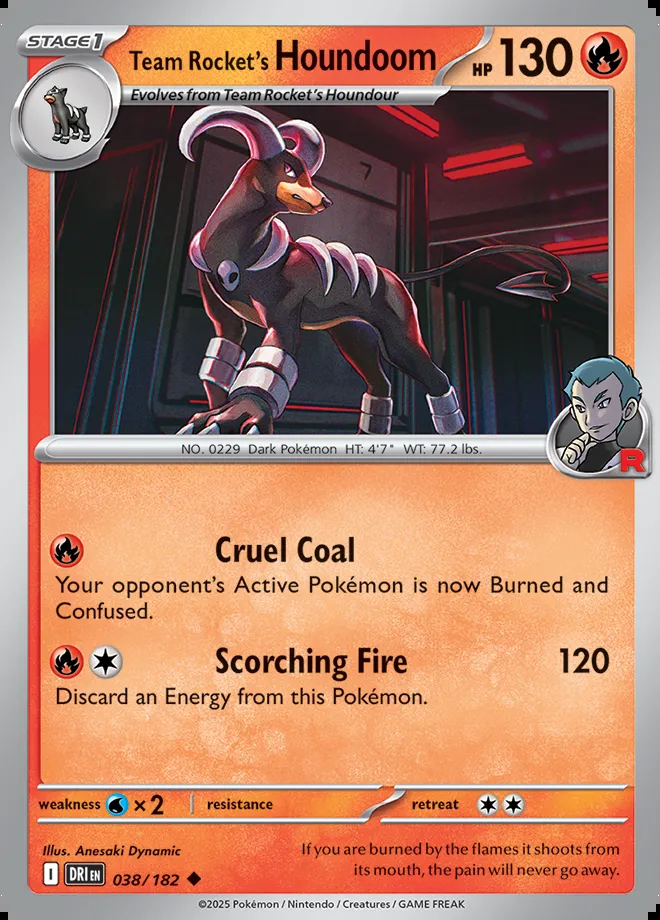 STAGE1
Team Rocket's Houndoom HP 130
Evolves from Team Rocket's Houndour
7
NO. 0229 Dark Pokémon HT: 4'7" WT: 77.2 lbs.
R
Cruel Coal
Your opponent's Active Pokémon is now Burned and
Confused.
Scorching Fire 120
Discard an Energy from this Pokémon.
weakness ×2 resistance retreat
Illus. Anesaki Dynamic
If you are burned by the flames it shoots from
its mouth, the pain will never go away.
I DRI EN 038/182
©2025 Pokémon / Nintendo / Creatures / GAME FREAK